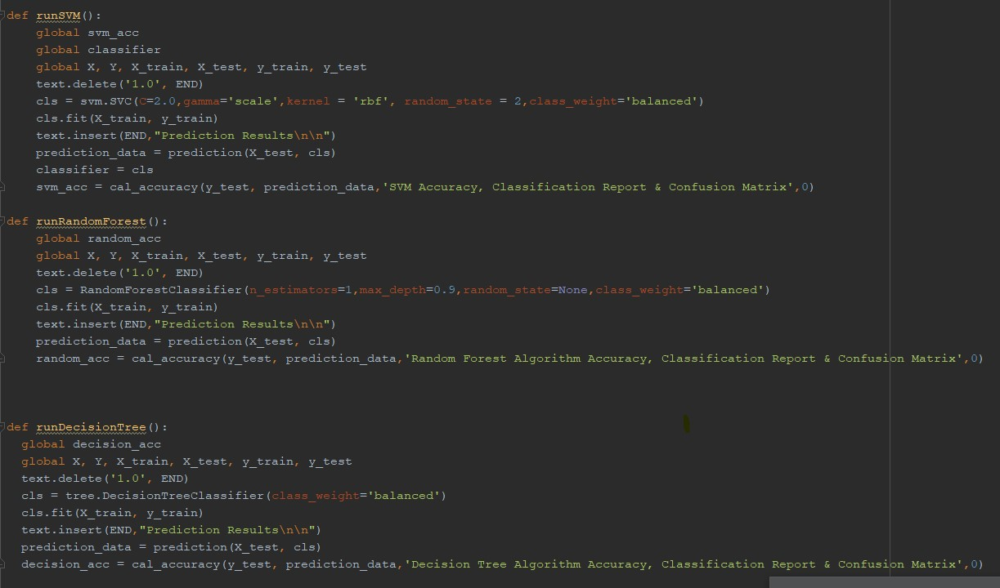 def runSVM():
    global svm_acc
    global classifier
    global X, Y, X_train, X_test, y_train, y_test
    text.delete('1.0', END)
    cls = svm.SVC(C=2.0,gamma='scale',kernel = 'rbf', random_state = 2,class_weight='balanced')
    cls.fit(X_train, y_train)
    text.insert(END,"Prediction Results\n\n")
    prediction_data = prediction(X_test, cls)
    classifier = cls
    svm_acc = cal_accuracy(y_test, prediction_data,'SVM Accuracy, Classification Report & Confusion Matrix',0)
def runRandomForest():
    global random_acc
    global X, Y, X_train, X_test, y_train, y_test
    text.delete('1.0', END)
    cls = RandomForestClassifier(n_estimators=1,max_depth=0.9,random_state=None,class_weight='balanced')
    cls.fit(X_train, y_train)
    text.insert(END,"Prediction Results\n\n")
    prediction_data = prediction(X_test, cls)
    random_acc = cal_accuracy(y_test, prediction_data,'Random Forest Algorithm Accuracy, Classification Report & Confusion Matrix',0)
def runDecisionTree():
  global decision_acc
  global X, Y, X_train, X_test, y_train, y_test
  text.delete('1.0', END)
  cls = tree.DecisionTreeClassifier(class_weight='balanced')
  cls.fit(X_train, y_train)
  text.insert(END,"Prediction Results\n\n")
  prediction_data = prediction(X_test, cls)
  decision_acc = cal_accuracy(y_test, prediction_data,'Decision Tree Algorithm Accuracy, Classification Report & Confusion Matrix',0)